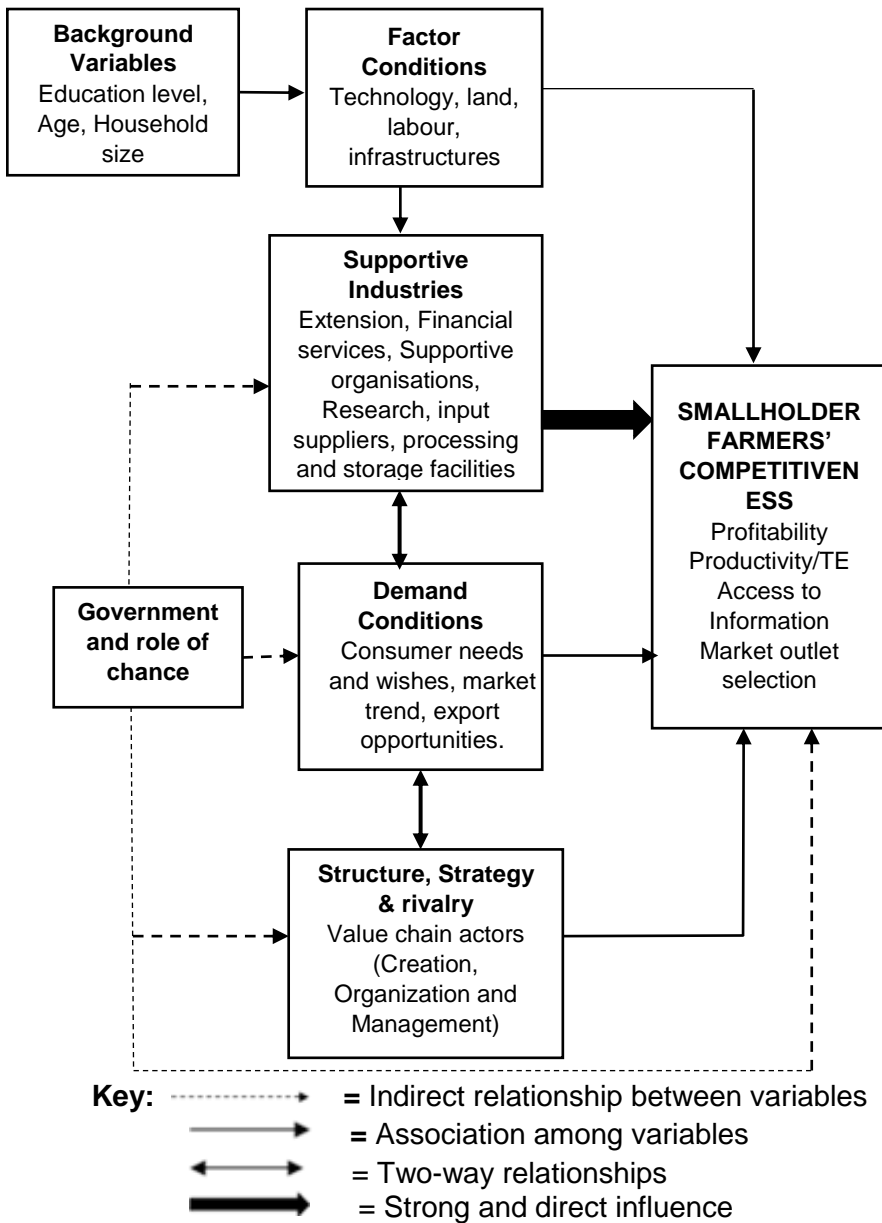 Background
Variables
Education level,
Age, Household
size
Factor
Conditions
Technology, land,
labour,
infrastructures
Supportive
Industries
Extension, Financial
services, Supportive
organisations,
Research, input
suppliers, processing
and storage facilities
SMALLHOLDER
FARMERS’
COMPETITIVEN
ESS
Profitability
Productivity/TE
Access to
Information
Market outlet
selection
Government
and role of
chance
Demand
Conditions
Consumer needs
and wishes, market
trend, export
opportunities.
Structure, Strategy
& rivalry
Value chain actors
(Creation,
Organization and
Management)
Key:
= Indirect relationship between variables
= Association among variables
= Two-way relationships
= Strong and direct influence